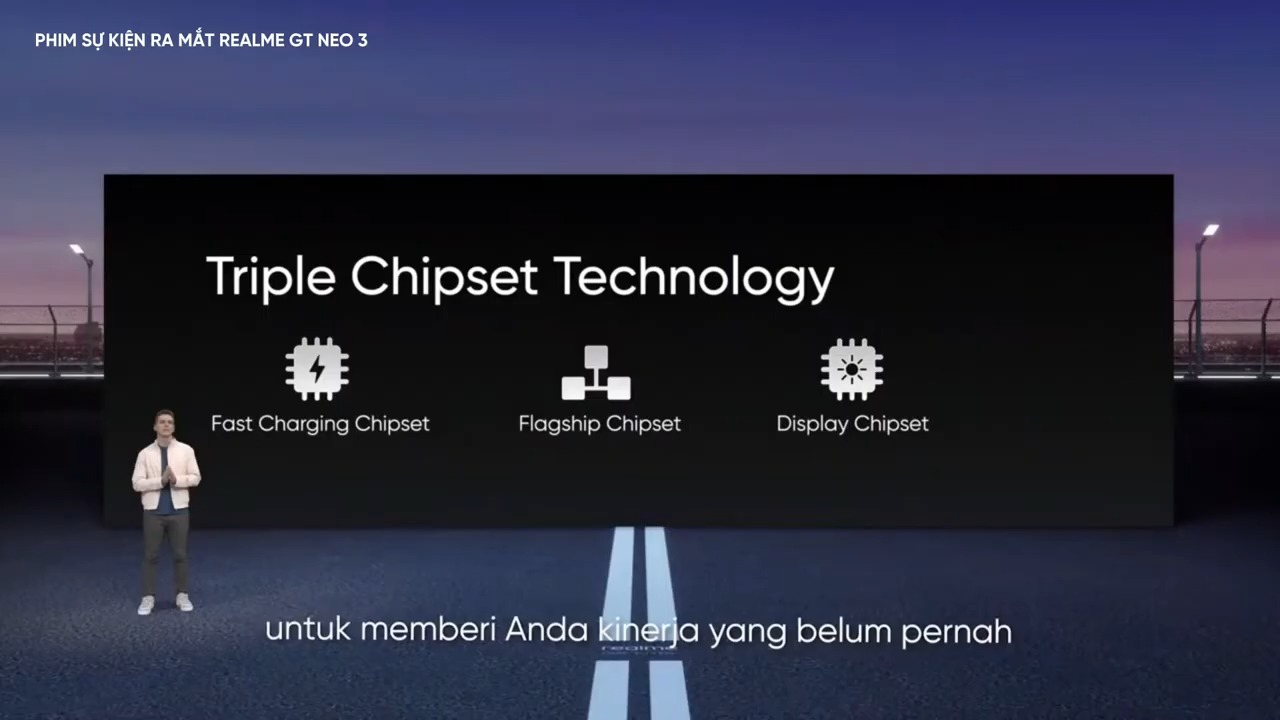 PHIM SỰ KIỆN RA MẮT REALME GT NEO 3
Triple Chipset Technology
Fast Charging Chipset
Flagship Chipset
Display Chipset
untuk memberi Anda kinerja yang belum pernah
realme